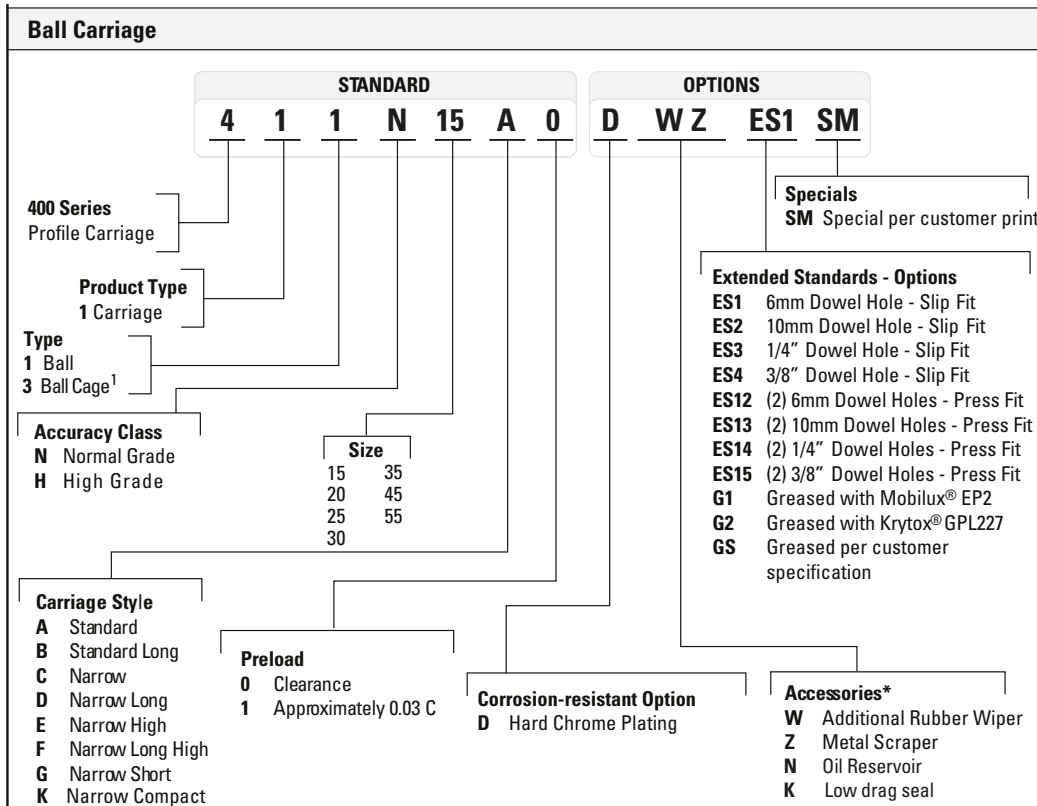 Ball Carriage
STANDARD
OPTIONS
4 1 1 N 15 A 0 D W Z ES1 SM
400 Series
Profile Carriage
Product Type
1 Carriage
Type
1 Ball
3 Ball Cage1
Accuracy Class
N Normal Grade
H High Grade
Size
15 35
20 45
25 55
30
Carriage Style
A Standard
B Standard Long
C Narrow
D Narrow Long
E Narrow High
F Narrow Long High
G Narrow Short
K Narrow Compact
Preload
0 Clearance
1 Approximately 0.03 C
Corrosion-resistant Option
D Hard Chrome Plating
Specials
SM Special per customer print
Extended Standards - Options
ES1 6mm Dowel Hole - Slip Fit
ES2 10mm Dowel Hole - Slip Fit
ES3 1/4″ Dowel Hole - Slip Fit
ES4 3/8″ Dowel Hole - Slip Fit
ES12 (2) 6mm Dowel Holes - Press Fit
ES13 (2) 10mm Dowel Holes - Press Fit
ES14 (2) 1/4″ Dowel Holes - Press Fit
ES15 (2) 3/8″ Dowel Holes - Press Fit
G1 Greased with Mobilux® EP2
G2 Greased with Krytox® GPL227
GS Greased per customer
specification
Accessories*
W Additional Rubber Wiper
Z Metal Scraper
N Oil Reservoir
K Low drag seal